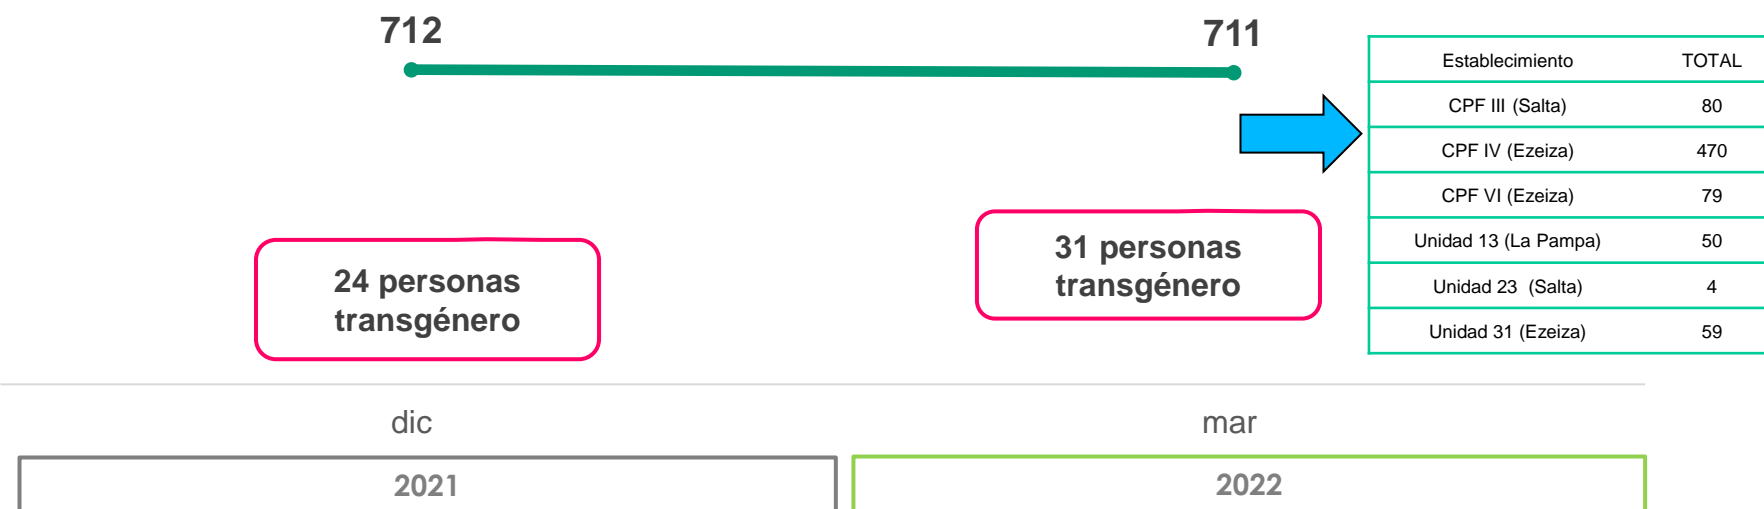 712
711
Establecimiento TOTAL
CPF III (Salta) 80
CPF IV (Ezeiza) 470
CPF VI (Ezeiza) 79
Unidad 13 (La Pampa) 50
Unidad 23 (Salta) 4
Unidad 31 (Ezeiza) 59
24 personas
transgénero
31 personas
transgénero
dic
mar
2021
2022